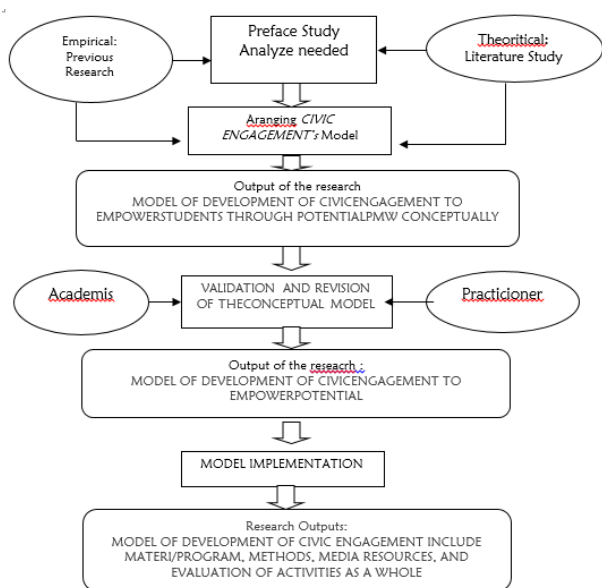 Empirical:
Previous
Research
Preface Study
Analyze needed
Theoritical:
Literature Study
Aranging CIVIC
ENGAGEMENT's Model
Output of the research
MODEL OF DEVELOPMENT OF CIVICENGAGEMENT TO
EMPOWERSTUDENTS THROUGH POTENTIALPMW CONCEPTUALLY
Academis
VALIDATION AND REVISION
OF THECONCEPTUAL MODEL
Practicioner
Output of the reseacrh :
MODEL OF DEVELOPMENT OF CIVICENGAGEMENT TO
EMPOWERPOTENTIAL
MODEL IMPLEMENTATION
Research Outputs:
MODEL OF DEVELOPMENT OF CIVIC ENGAGEMENT INCLUDE
MATERI/PROGRAM, METHODS, MEDIA RESOURCES, AND
EVALUATION OF ACTIVITIES AS A WHOLE